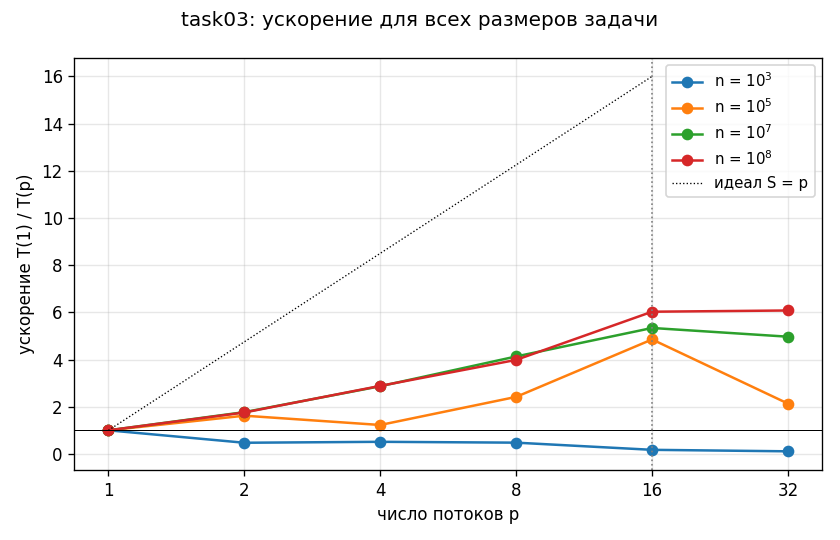 task03: ускорение для всех размеров задачи
ускорение T(1) / T(p)
16
14
12
10
8
6
4
2
0
n = 10³
n = 10⁵
n = 10⁷
n = 10⁸
идеал S = p
1 2 4 8 16 32
число потоков p